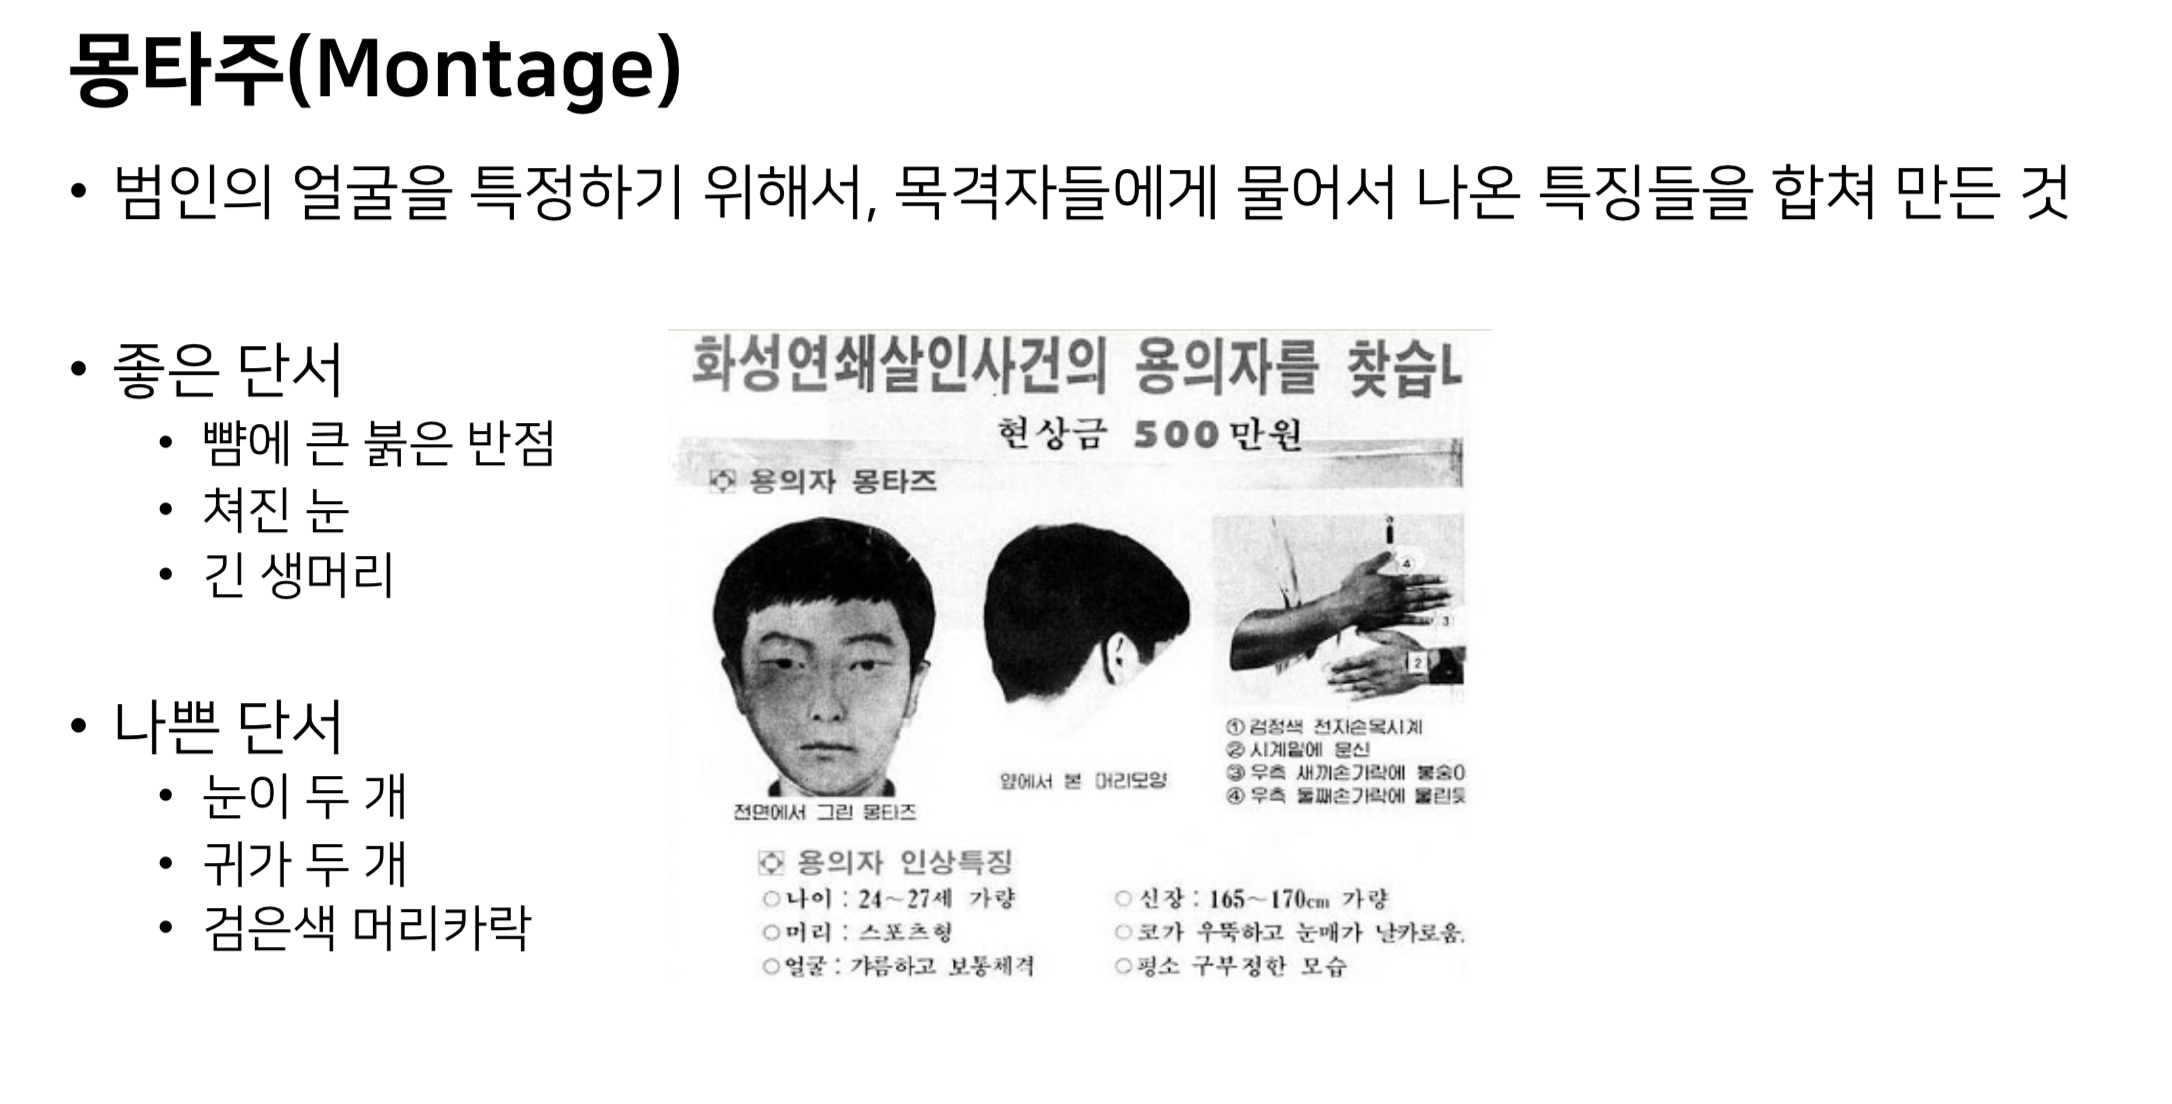 몽타주(Montage)
• 범인의 얼굴을 특정하기 위해서, 목격자들에게 물어서 나온 특징들을 합쳐 만든 것
• 좋은 단서
• 뺨에 큰 붉은 반점
• 쳐진 눈
• 긴 생머리
• 나쁜 단서
• 눈이 두 개
• 귀가 두 개
• 검은색 머리카락
화성연쇄살인사건의 용의자를 찾습ㄴ
현상금 500만원
용의자 몽타즈
4
3
2
전면에서 그린 몽타즈
옆에서 본 머리모양
① 검정색 전자손목시계
② 시계밑에 문신
③ 우측 새끼손가락에 봉숭
④ 우측 둘째손가락에 물린듯
용의자 인상특징
○나이 : 24~27세 가량
○머리 : 스포츠형
○얼굴 : 갸름하고 보통체격
○신장 : 165~170cm 가량
○코가 우뚝하고 눈매가 날카로움.
○평소 구부정한 모습